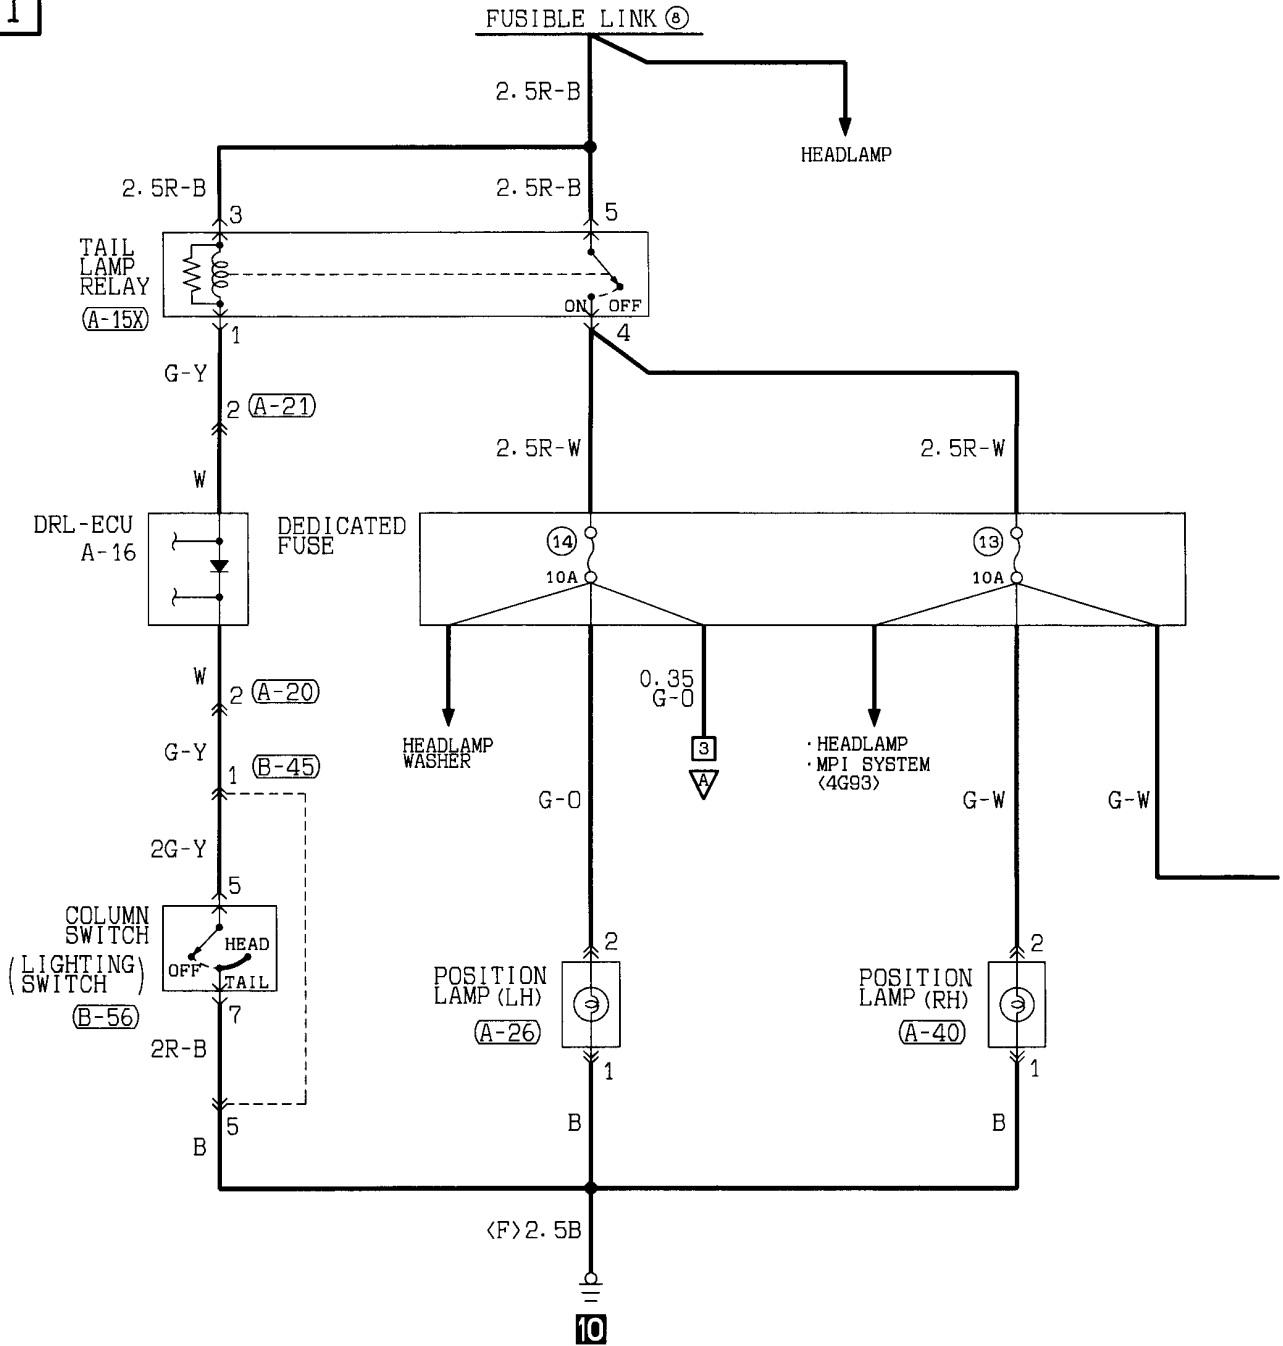 1
FUSIBLE LINK ⑧
2.5R-B
HEADLAMP
2.5R-B
2.5R-B
3
5
TAIL
LAMP
RELAY
(A-15X)
ON OFF
1
4
G-Y
2 (A-21)
2.5R-W
2.5R-W
W
DRL-ECU
A-16
DEDICATED
FUSE
⑭
10A
⑬
10A
W
2 (A-20)
0.35
G-O
HEADLAMP
WASHER
3
A
·HEADLAMP
·MPI SYSTEM
<4G93>
G-Y
1 (B-45)
G-O
G-W
G-W
2G-Y
5
COLUMN
SWITCH
(LIGHTING)
SWITCH
(B-56)
HEAD
OFF
TAIL
7
2
2
POSITION
LAMP (LH)
(A-26)
POSITION
LAMP (RH)
(A-40)
2R-B
1
1
5
B
B
B
<F>2.5B
10